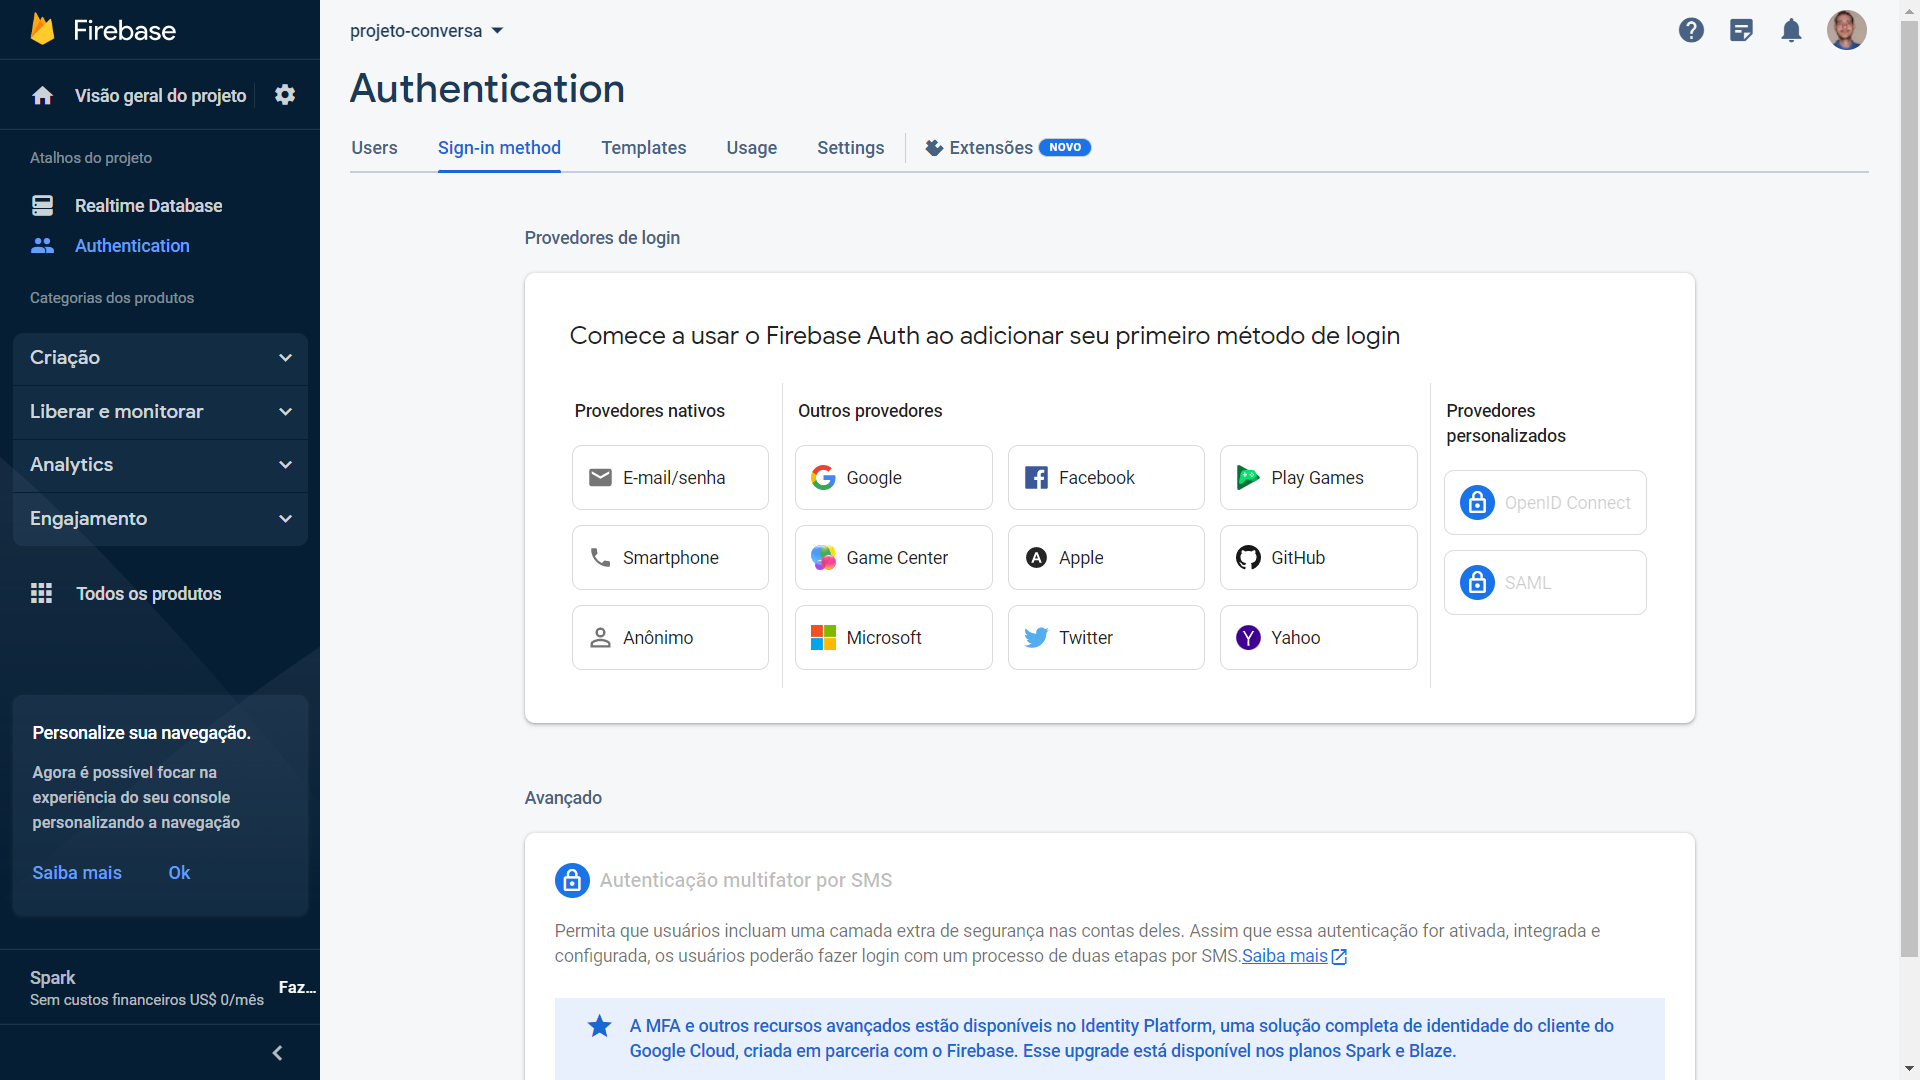 Firebase
Visão geral do projeto
Atalhos do projeto
Realtime Database
Authentication
Categorias dos produtos
Criação
Liberar e monitorar
Analytics
Engajamento
Todos os produtos
Personalize sua navegação.
Agora é possível focar na
experiência do seu console
personalizando a navegação
Saiba mais Ok
Spark
Sem custos financeiros US$ 0/mês
Faz...
projeto-conversa
Authentication
Users Sign-in method Templates Usage Settings Extensões NOVO
Provedores de login
Comece a usar o Firebase Auth ao adicionar seu primeiro método de login
Provedores nativos
E-mail/senha
Smartphone
Anônimo
Outros provedores
Google Facebook Play Games
Game Center Apple GitHub
Microsoft Twitter Yahoo
Provedores
personalizados
OpenID Connect
SAML
Avançado
Autenticação multifator por SMS
Permita que usuários incluam uma camada extra de segurança nas contas deles. Assim que essa autenticação for ativada, integrada e
configurada, os usuários poderão fazer login com um processo de duas etapas por SMS.Saiba mais
A MFA e outros recursos avançados estão disponíveis no Identity Platform, uma solução completa de identidade do cliente do
Google Cloud, criada em parceria com o Firebase. Esse upgrade está disponível nos planos Spark e Blaze.